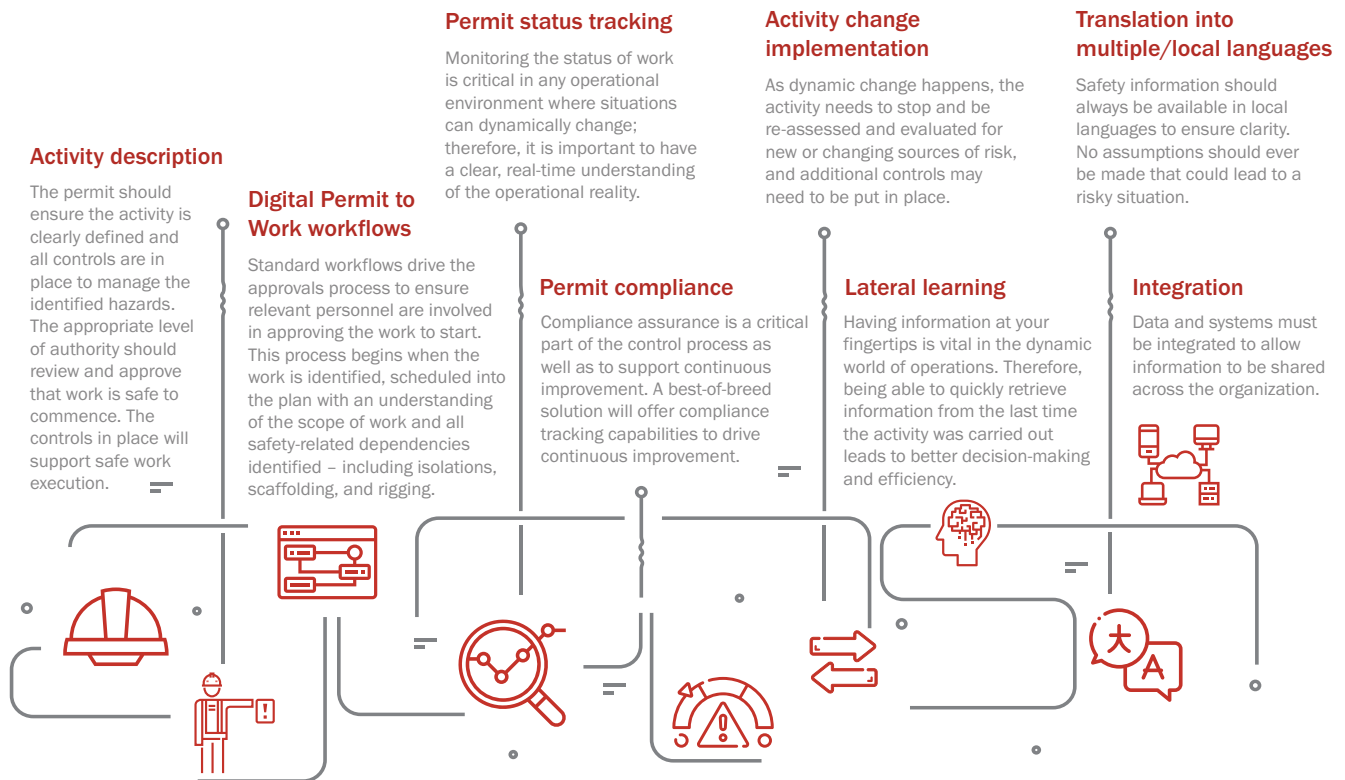 Activity description
The permit should
ensure the activity is
clearly defined and
all controls are in
place to manage the
identified hazards.
The appropriate level
of authority should
review and approve
that work is safe to
commence. The
controls in place will
support safe work
execution.
Digital Permit to
Work workflows
Standard workflows drive the
approvals process to ensure
relevant personnel are involved
in approving the work to start.
This process begins when the
work is identified, scheduled into
the plan with an understanding
of the scope of work and all
safety-related dependencies
identified – including isolations,
scaffolding, and rigging.
Permit status tracking
Monitoring the status of work
is critical in any operational
environment where situations
can dynamically change;
therefore, it is important to have
a clear, real-time understanding
of the operational reality.
Permit compliance
Compliance assurance is a critical
part of the control process as
well as to support continuous
improvement. A best-of-breed
solution will offer compliance
tracking capabilities to drive
continuous improvement.
Activity change
implementation
As dynamic change happens, the
activity needs to stop and be
re-assessed and evaluated for
new or changing sources of risk,
and additional controls may
need to be put in place.
Lateral learning
Having information at your
fingertips is vital in the dynamic
world of operations. Therefore,
being able to quickly retrieve
information from the last time
the activity was carried out
leads to better decision-making
and efficiency.
Translation into
multiple/local languages
Safety information should
always be available in local
languages to ensure clarity.
No assumptions should ever
be made that could lead to a
risky situation.
Integration
Data and systems must
be integrated to allow
information to be shared
across the organization.
!
!
大
A